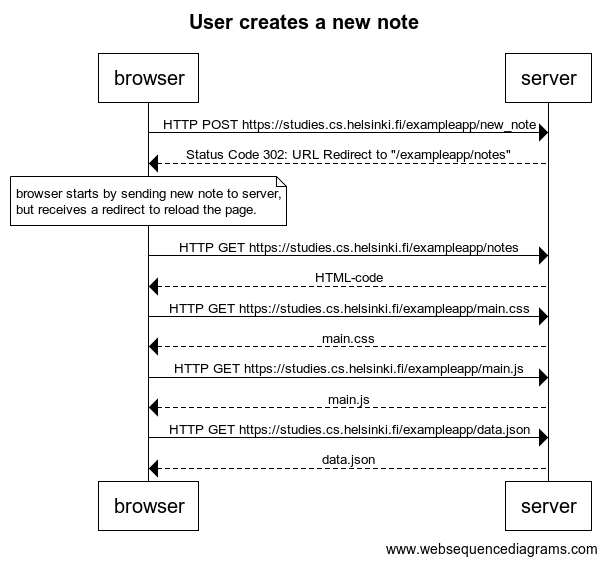 User creates a new note
browser
server
HTTP POST https://studies.cs.helsinki.fi/exampleapp/new_note
Status Code 302: URL Redirect to "/exampleapp/notes"
browser starts by sending new note to server,
but receives a redirect to reload the page.
HTTP GET https://studies.cs.helsinki.fi/exampleapp/notes
HTML-code
HTTP GET https://studies.cs.helsinki.fi/exampleapp/main.css
main.css
HTTP GET https://studies.cs.helsinki.fi/exampleapp/main.js
main.js
HTTP GET https://studies.cs.helsinki.fi/exampleapp/data.json
data.json
browser
server
www.websequencediagrams.com